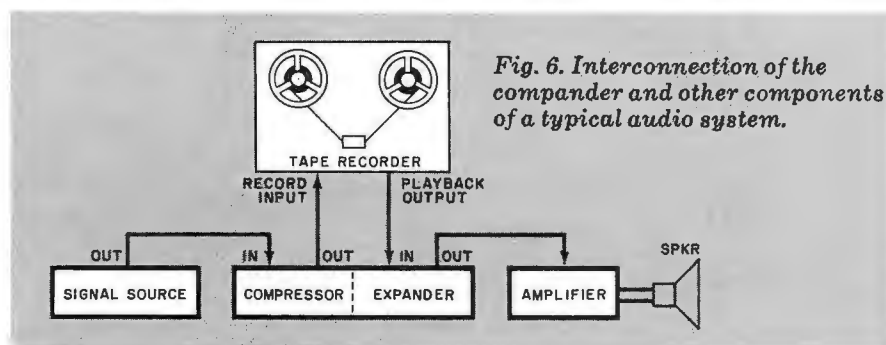 Fig. 6. Interconnection of the
compander and other components
of a typical audio system.
TAPE RECORDER
RECORD
INPUT
PLAYBACK
OUTPUT
OUT
IN
OUT
IN
OUT
SPKR
SIGNAL SOURCE
COMPRESSOR
EXPANDER
AMPLIFIER